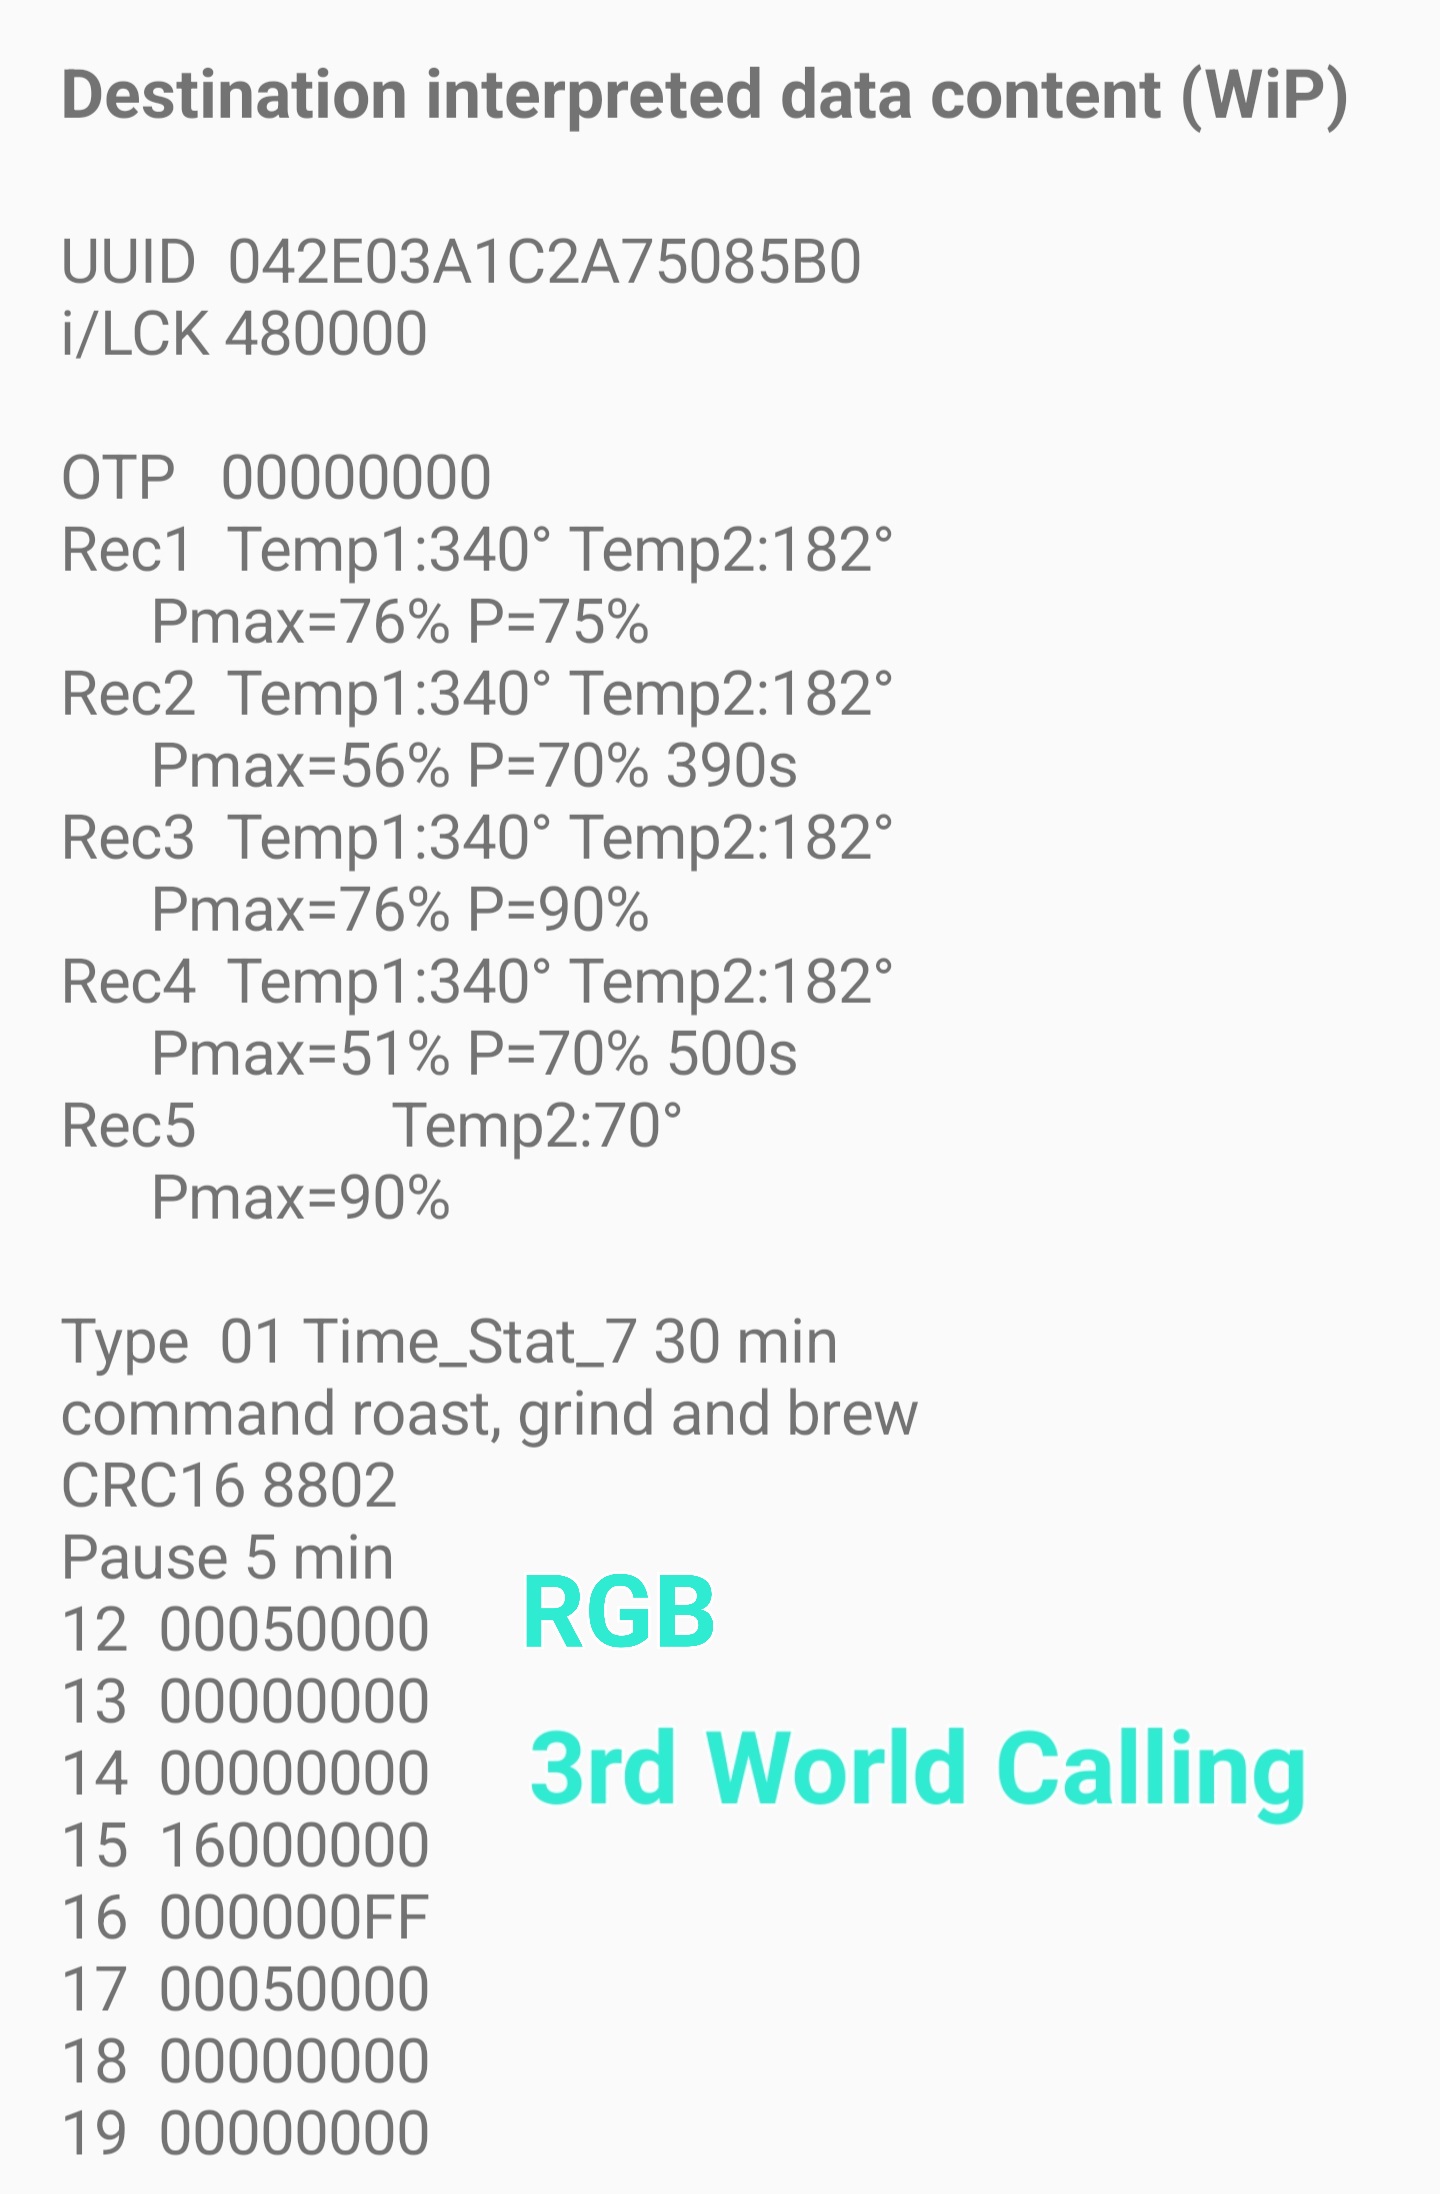 Destination interpreted data content (WiP)
UUID 042E03A1C2A75085B0
i/LCK 480000
OTP 00000000
Rec1 Temp1:340° Temp2:182°
Pmax=76% P=75%
Rec2 Temp1:340° Temp2:182°
Pmax=56% P=70% 390s
Rec3 Temp1:340° Temp2:182°
Pmax=76% P=90%
Rec4 Temp1:340° Temp2:182°
Pmax=51% P=70% 500s
Rec5 Temp2:70°
Pmax=90%
Type 01 Time_Stat_7 30 min
command roast, grind and brew
CRC16 8802
Pause 5 min
12 00050000
RGB
13 00000000
14 00000000
3rd World Calling
15 16000000
16 000000FF
17 00050000
18 00000000
19 00000000